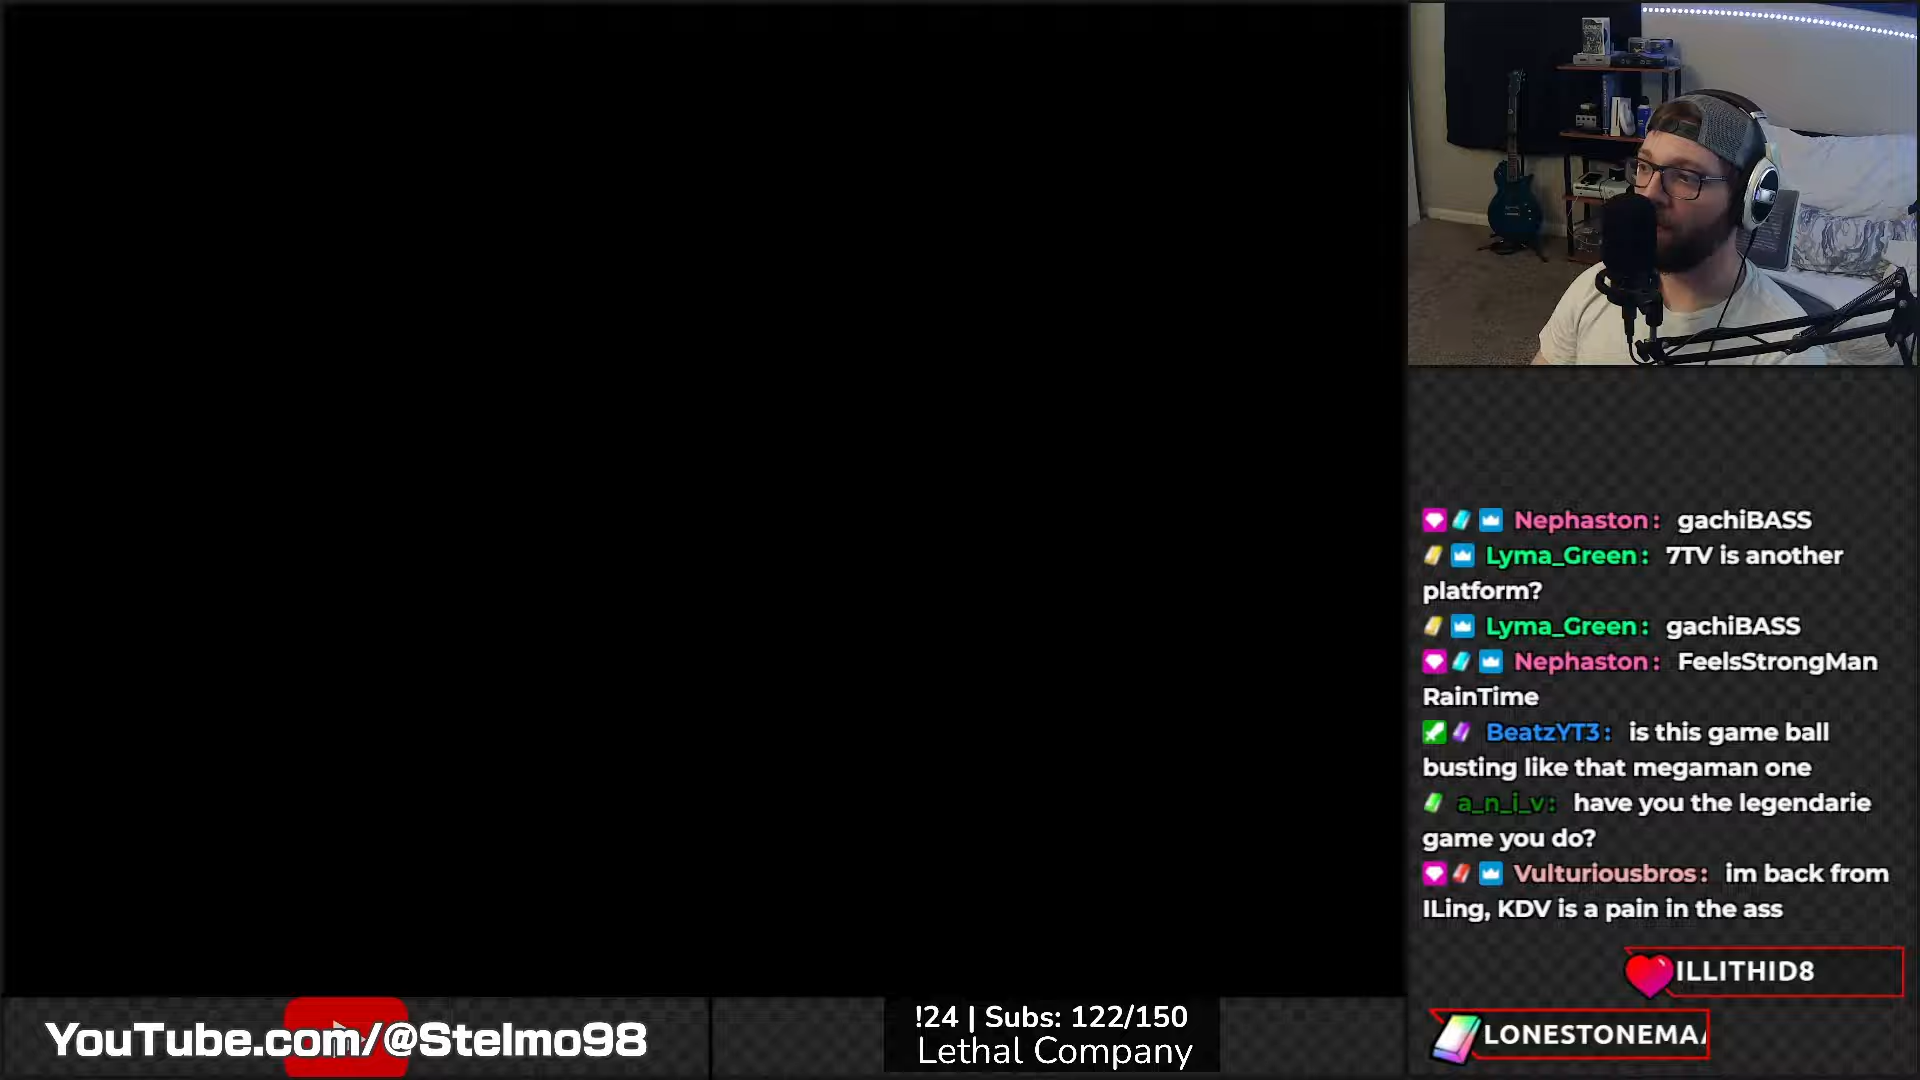 Nephaston: gachiBASS
Lyma_Green: 7TV is another
platform?
Lyma_Green: gachiBASS
Nephaston: FeelsStrongMan
RainTime
BeatzYT3: is this game ball
busting like that megaman one
a_n_i_v: have you the legendarie
game you do?
Vulturiousbros: im back from
ILing, KDV is a pain in the ass
ILLITHID8
LONESTONEMA
YouTube.com/@Stelmo98
!24 | Subs: 122/150
Lethal Company